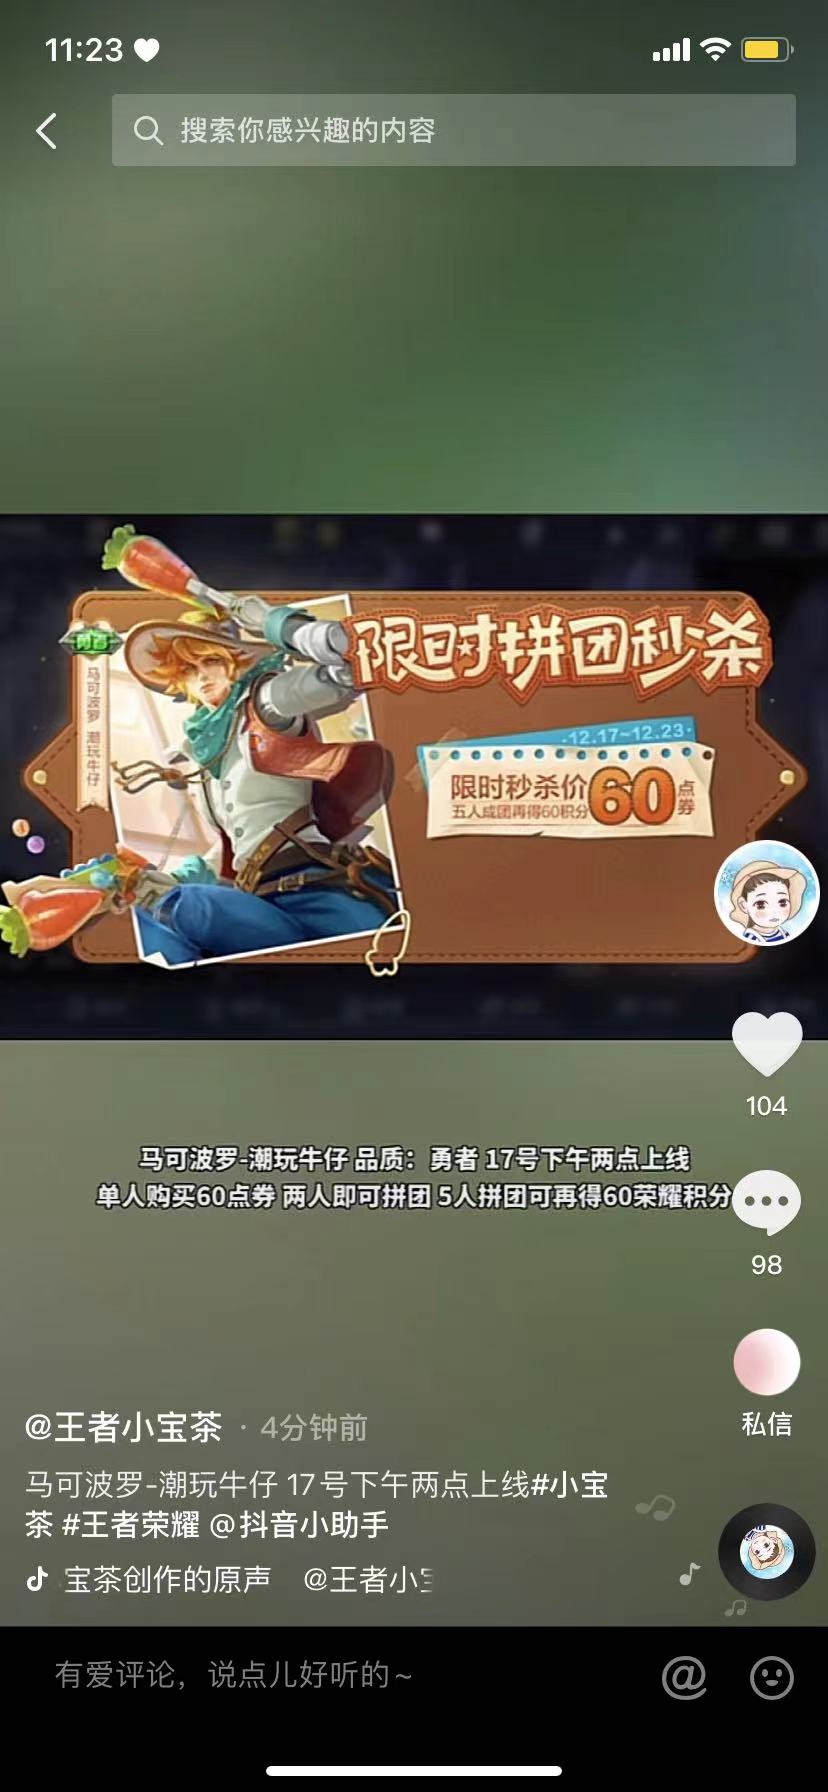 11:23
搜索你感兴趣的内容
勇者
马可波罗 潮玩牛仔
限时拼团秒杀
·12.17~12.23·
限时秒杀价60点券
五人成团再得60积分
马可波罗-潮玩牛仔 品质：勇者 17号下午两点上线
单人购买60点券 两人即可拼团 5人拼团可再得60荣耀积分
104
98
私信
@王者小宝茶 · 4分钟前
马可波罗-潮玩牛仔 17号下午两点上线#小宝
茶 #王者荣耀 @抖音小助手
宝茶创作的原声 @王者小
有爱评论，说点儿好听的~